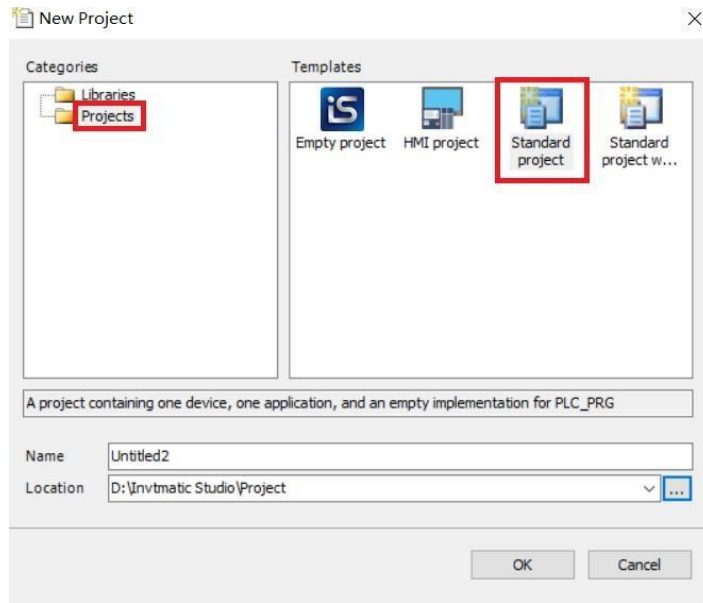 New Project
Categories
Templates
Libraries
Projects
iS
Empty project
HMI project
Standard
project
Standard
project w...
A project containing one device, one application, and an empty implementation for PLC_PRG
Name
Untitled2
Location
D:\Invtmatic Studio\Project
...
OK
Cancel